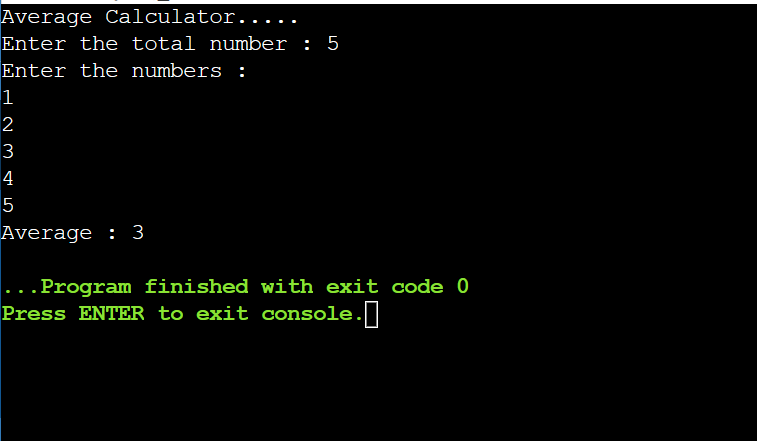 Average Calculator.....
Enter the total number : 5
Enter the numbers :
1
2
3
4
5
Average : 3
...Program finished with exit code 0
Press ENTER to exit console.